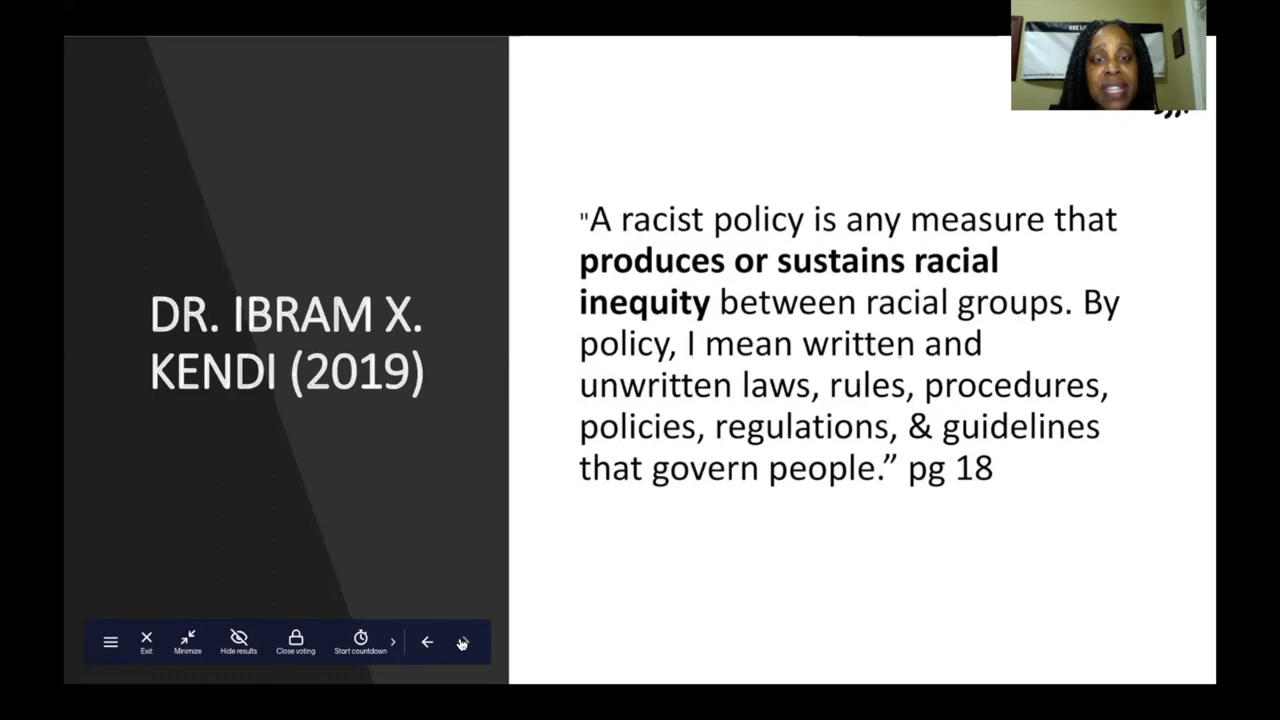 DR. IBRAM X.
KENDI (2019)
"A racist policy is any measure that
produces or sustains racial
inequity between racial groups. By
policy, I mean written and
unwritten laws, rules, procedures,
policies, regulations, & guidelines
that govern people.” pg 18
Exit
Minimize
Hide results
Close voting
Start countdown